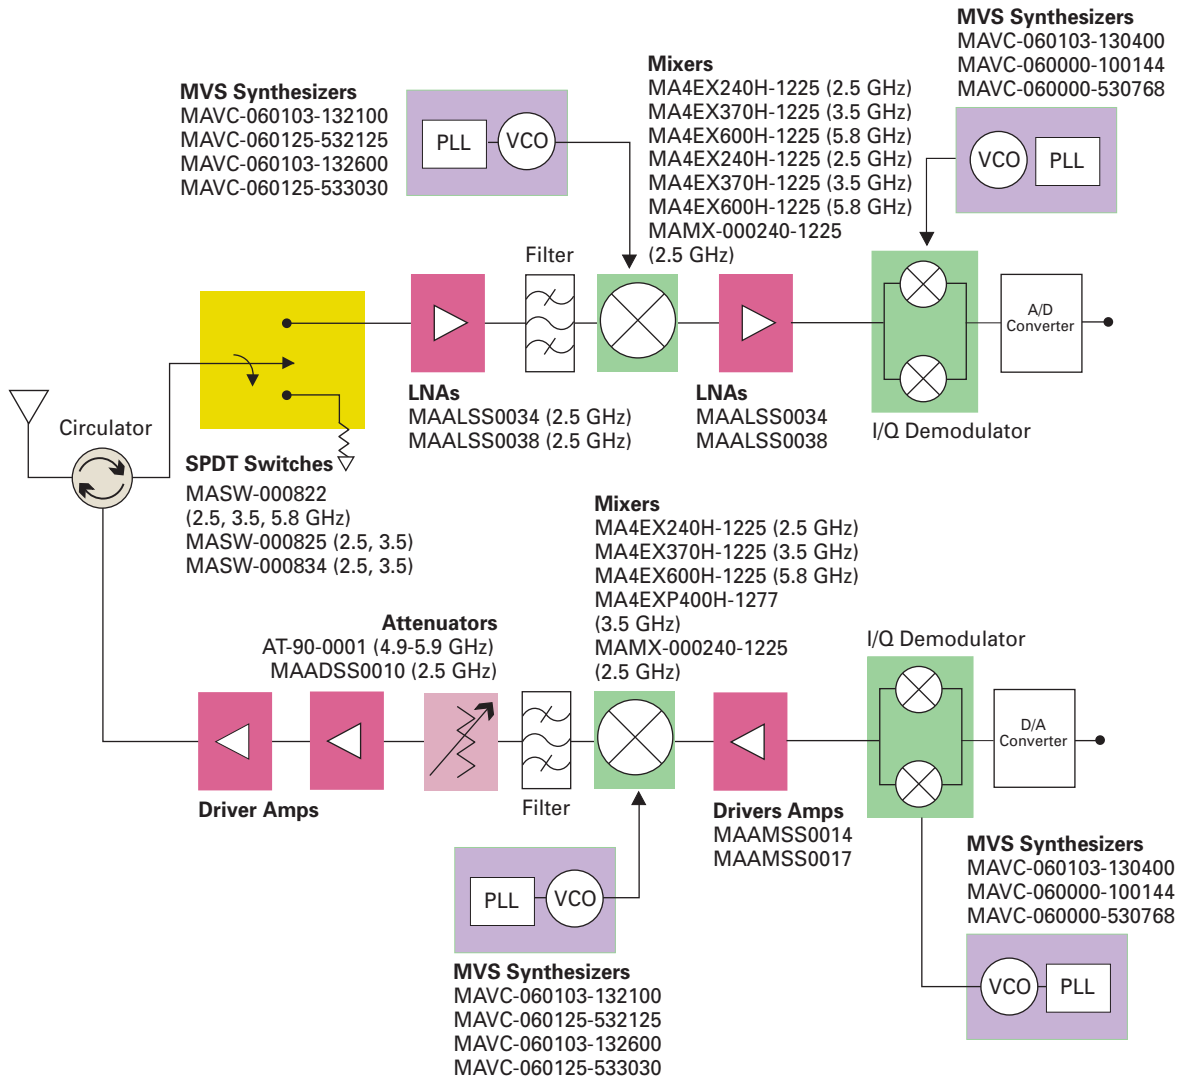 MVS Synthesizers
MAVC-060103-130400
MAVC-060000-100144
MAVC-060000-530768
VCO
PLL
Mixers
MA4EX240H-1225 (2.5 GHz)
MA4EX370H-1225 (3.5 GHz)
MA4EX600H-1225 (5.8 GHz)
MA4EX240H-1225 (2.5 GHz)
MA4EX370H-1225 (3.5 GHz)
MA4EX600H-1225 (5.8 GHz)
MAMX-000240-1225
(2.5 GHz)
MVS Synthesizers
MAVC-060103-132100
MAVC-060125-532125
MAVC-060103-132600
MAVC-060125-533030
PLL
VCO
Filter
A/D
Converter
LNAs
MAALSS0034 (2.5 GHz)
MAALSS0038 (2.5 GHz)
LNAs
MAALSS0034
MAALSS0038
I/Q Demodulator
Circulator
SPDT Switches
MASW-000822
(2.5, 3.5, 5.8 GHz)
MASW-000825 (2.5, 3.5)
MASW-000834 (2.5, 3.5)
Mixers
MA4EX240H-1225 (2.5 GHz)
MA4EX370H-1225 (3.5 GHz)
MA4EX600H-1225 (5.8 GHz)
MA4EXP400H-1277
(3.5 GHz)
MAMX-000240-1225
(2.5 GHz)
Attenuators
AT-90-0001 (4.9-5.9 GHz)
MAADSS0010 (2.5 GHz)
I/Q Demodulator
D/A
Converter
Driver Amps
Filter
Drivers Amps
MAAMSS0014
MAAMSS0017
MVS Synthesizers
MAVC-060103-130400
MAVC-060000-100144
MAVC-060000-530768
VCO
PLL
PLL
VCO
MVS Synthesizers
MAVC-060103-132100
MAVC-060125-532125
MAVC-060103-132600
MAVC-060125-533030